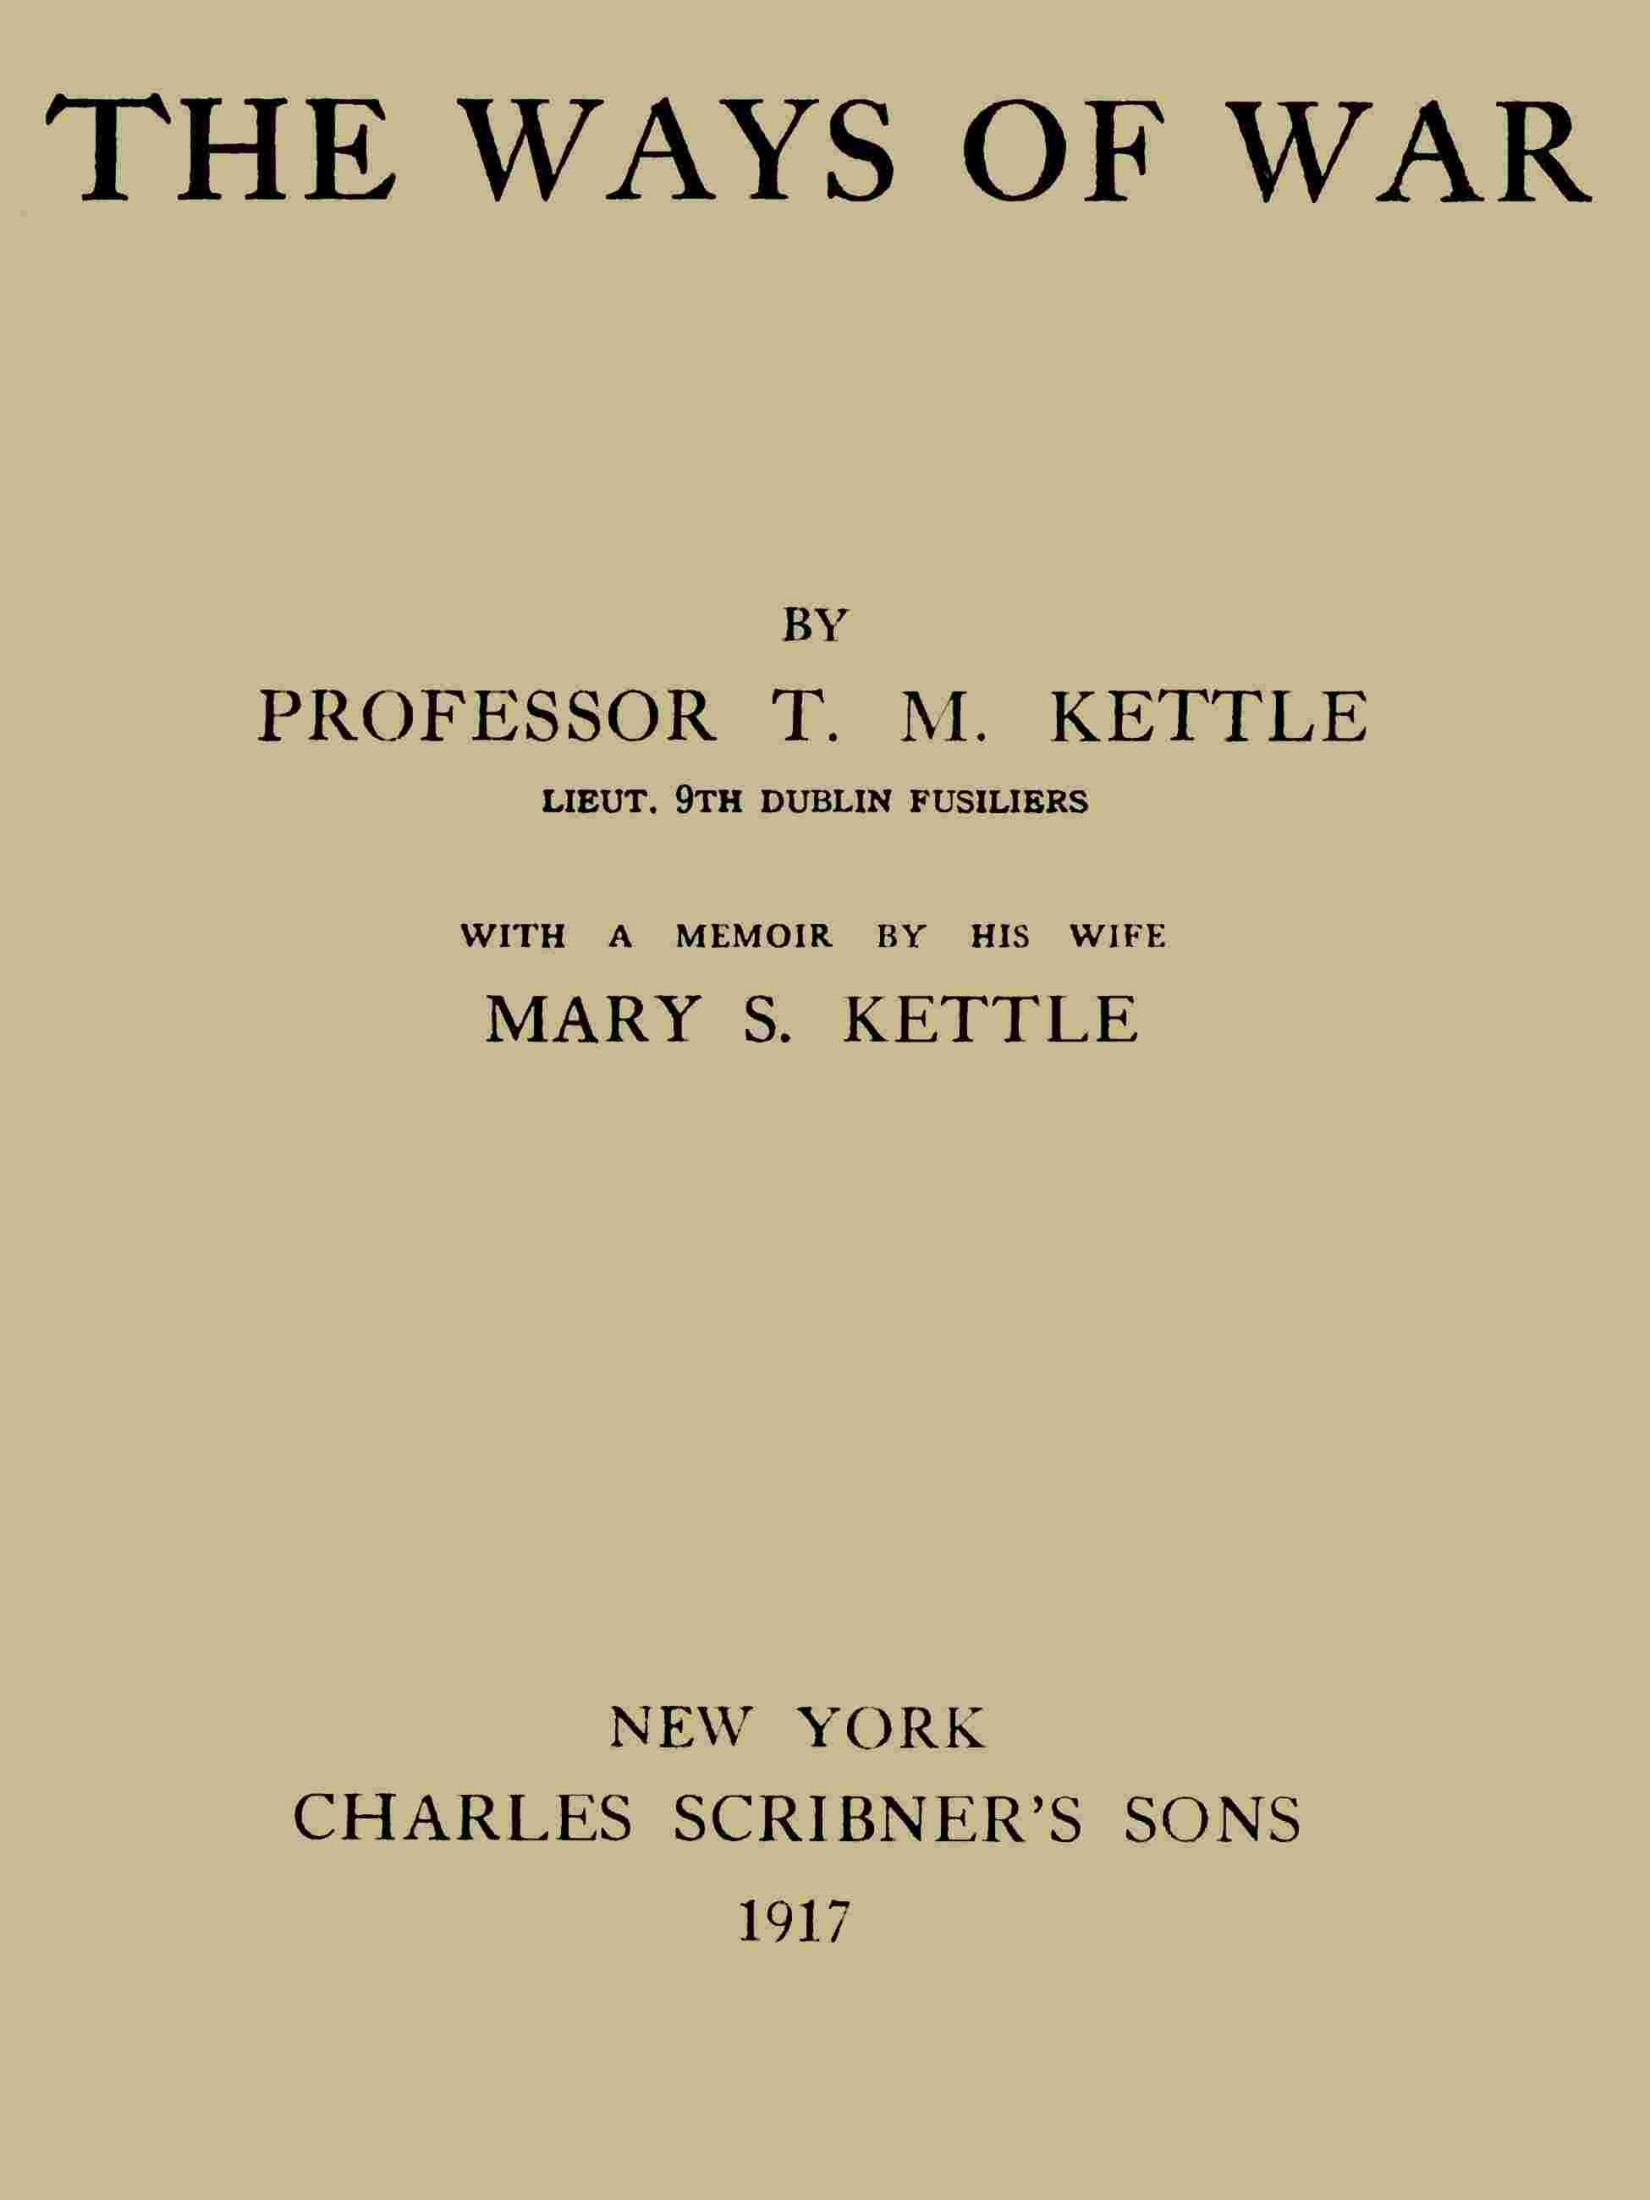 THE WAYS OF WAR
BY
PROFESSOR T. M. KETTLE
LIEUT. 9TH DUBLIN FUSILIERS
WITH A MEMOIR BY HIS WIFE
MARY S. KETTLE
NEW YORK
CHARLES SCRIBNER'S SONS
1917